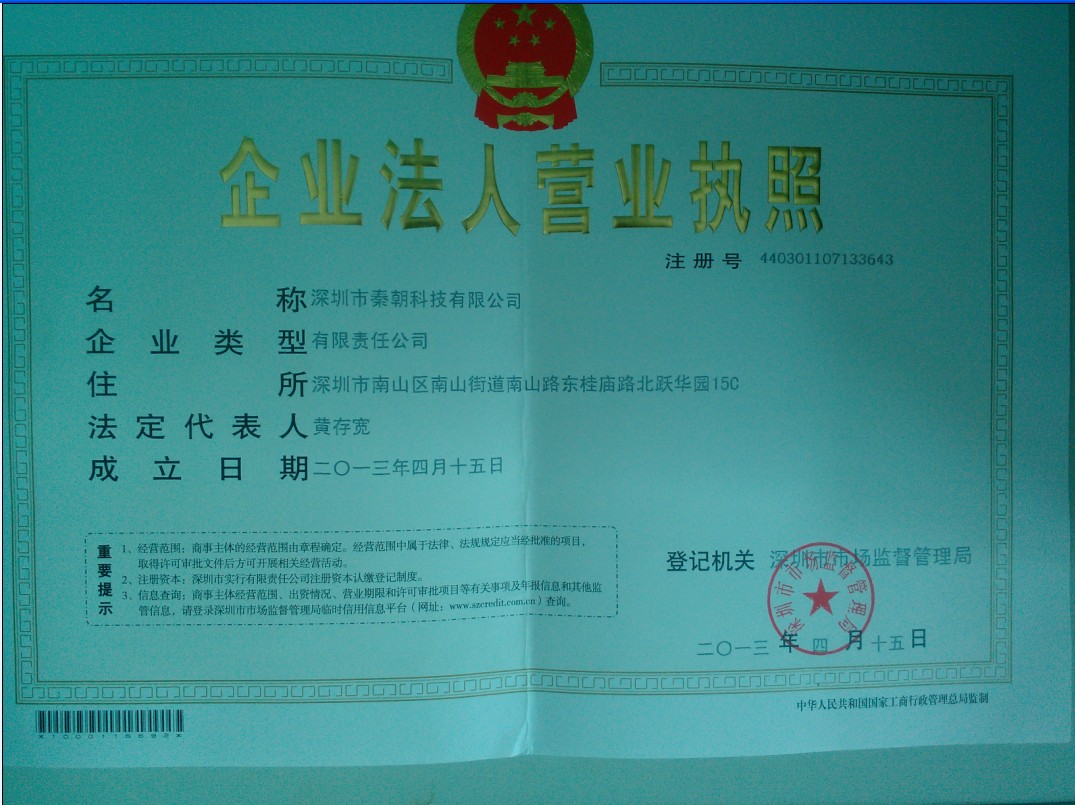 企业法人营业执照
注册号 440301107133643
名称 深圳市秦朝科技有限公司
企业类型 有限责任公司
住所 深圳市南山区南山街道南山路东桂庙路北跃华园15C
法定代表人 黄存宽
成立日期 二〇一三年四月十五日
重要提示
1、经营范围：商事主体的经营范围由章程确定。经营范围中属于法律、法规规定应当经批准的项目，
取得许可审批文件后方可开展相关经营活动。
2、注册资本：深圳市实行有限责任公司注册资本认缴登记制度。
3、信息查询：商事主体经营范围、出资情况、营业期限和许可审批项目等有关事项及年报信息和其他监
管信息，请登录深圳市市场监督管理局临时信用信息平台（网址：www.szcredit.com.cn）查询。
登记机关 深圳市市场监督管理局
深圳市市场监督管理局
二〇一三年四月十五日
中华人民共和国国家工商行政管理总局监制